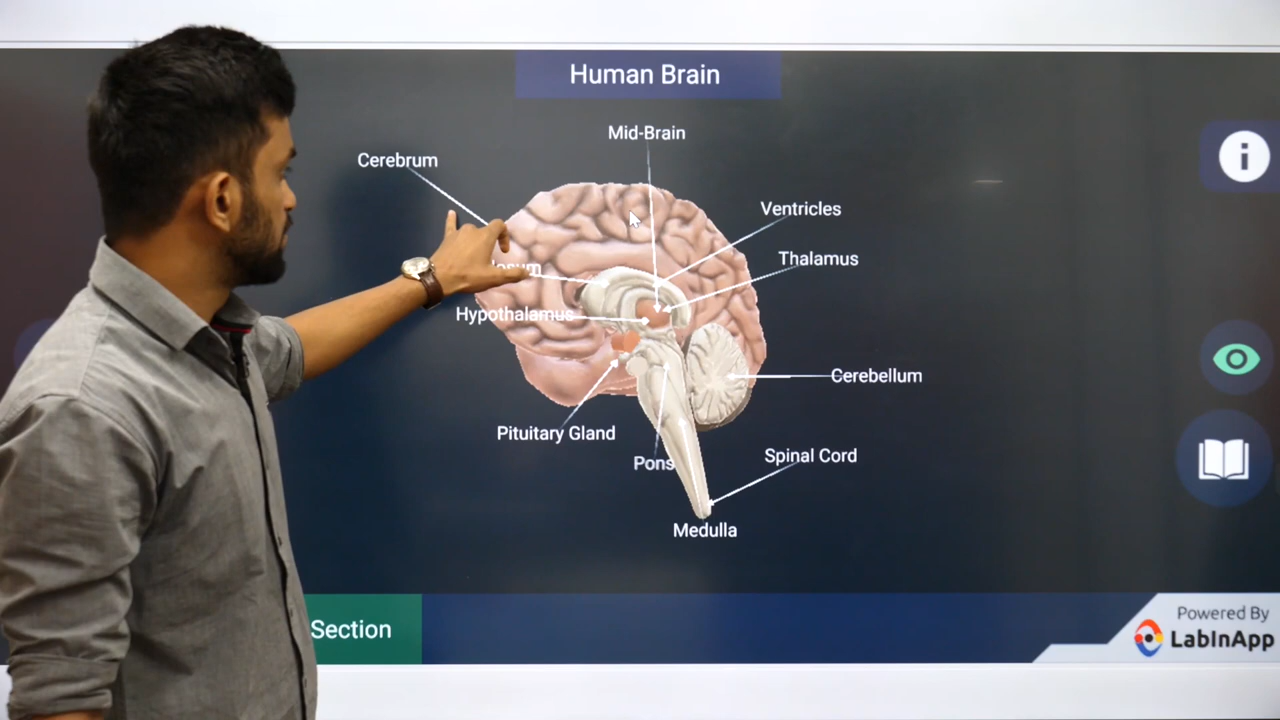 Human Brain
Mid-Brain
Cerebrum
Ventricles
Thalamus
Hypothalamus
Cerebellum
Pituitary Gland
Pons
Spinal Cord
Medulla
Section
Powered By
LabInApp